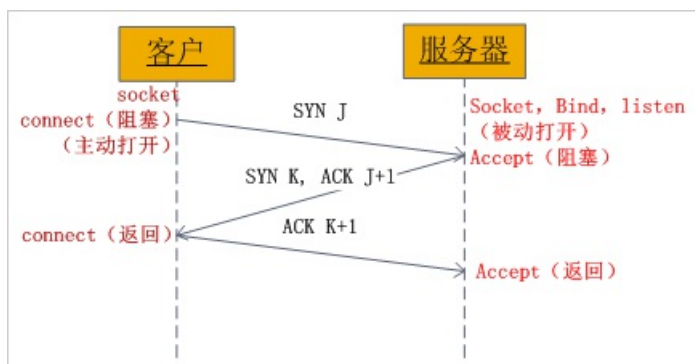 客户
服务器
socket
connect（阻塞）
（主动打开）
SYN J
Socket, Bind, listen
（被动打开）
Accept（阻塞）
SYN K, ACK J+1
connect（返回）
ACK K+1
Accept（返回）